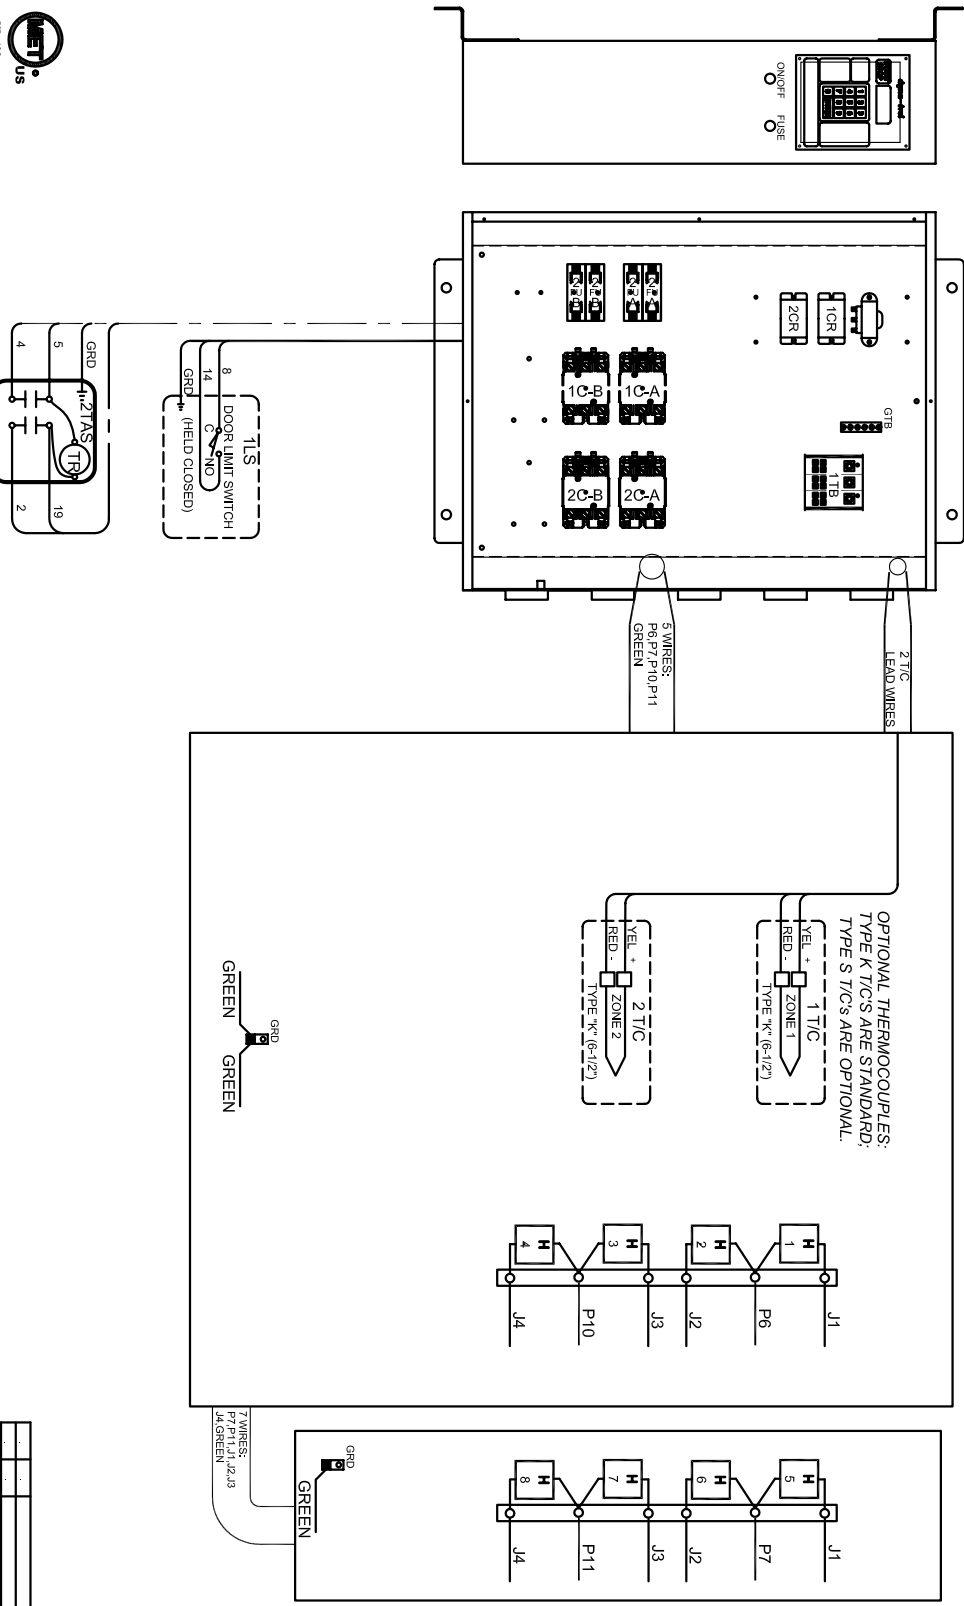 MET
US
ON/OFF
FUSE
2CR
1CR
GTB
1C-B
1C-A
2C-B
2C-A
1TB
4
5
GRD
2TAS
TR
2
19
8
14
GRD
1LS
DOOR LIMIT SWITCH
C
NO
(HELD CLOSED)
2 T/C
LEAD WIRES
5 WIRES:
P6,P7,P10,P11
GREEN
OPTIONAL THERMOCOUPLES:
TYPE K T/C'S ARE STANDARD;
TYPE S T/C's ARE OPTIONAL.
1 T/C
YEL +
RED -
ZONE 1
TYPE "K" (6-1/2")
2 T/C
YEL +
RED -
ZONE 2
TYPE "K" (6-1/2")
GRD
GREEN
GREEN
H
4
H
3
H
2
H
1
J4
P10
J3
J2
P6
J1
7 WIRES:
P7,P11,J1,J2,J3
J4,GREEN
GRD
GREEN
H
8
H
7
H
6
H
5
J4
P11
J3
J2
P7
J1